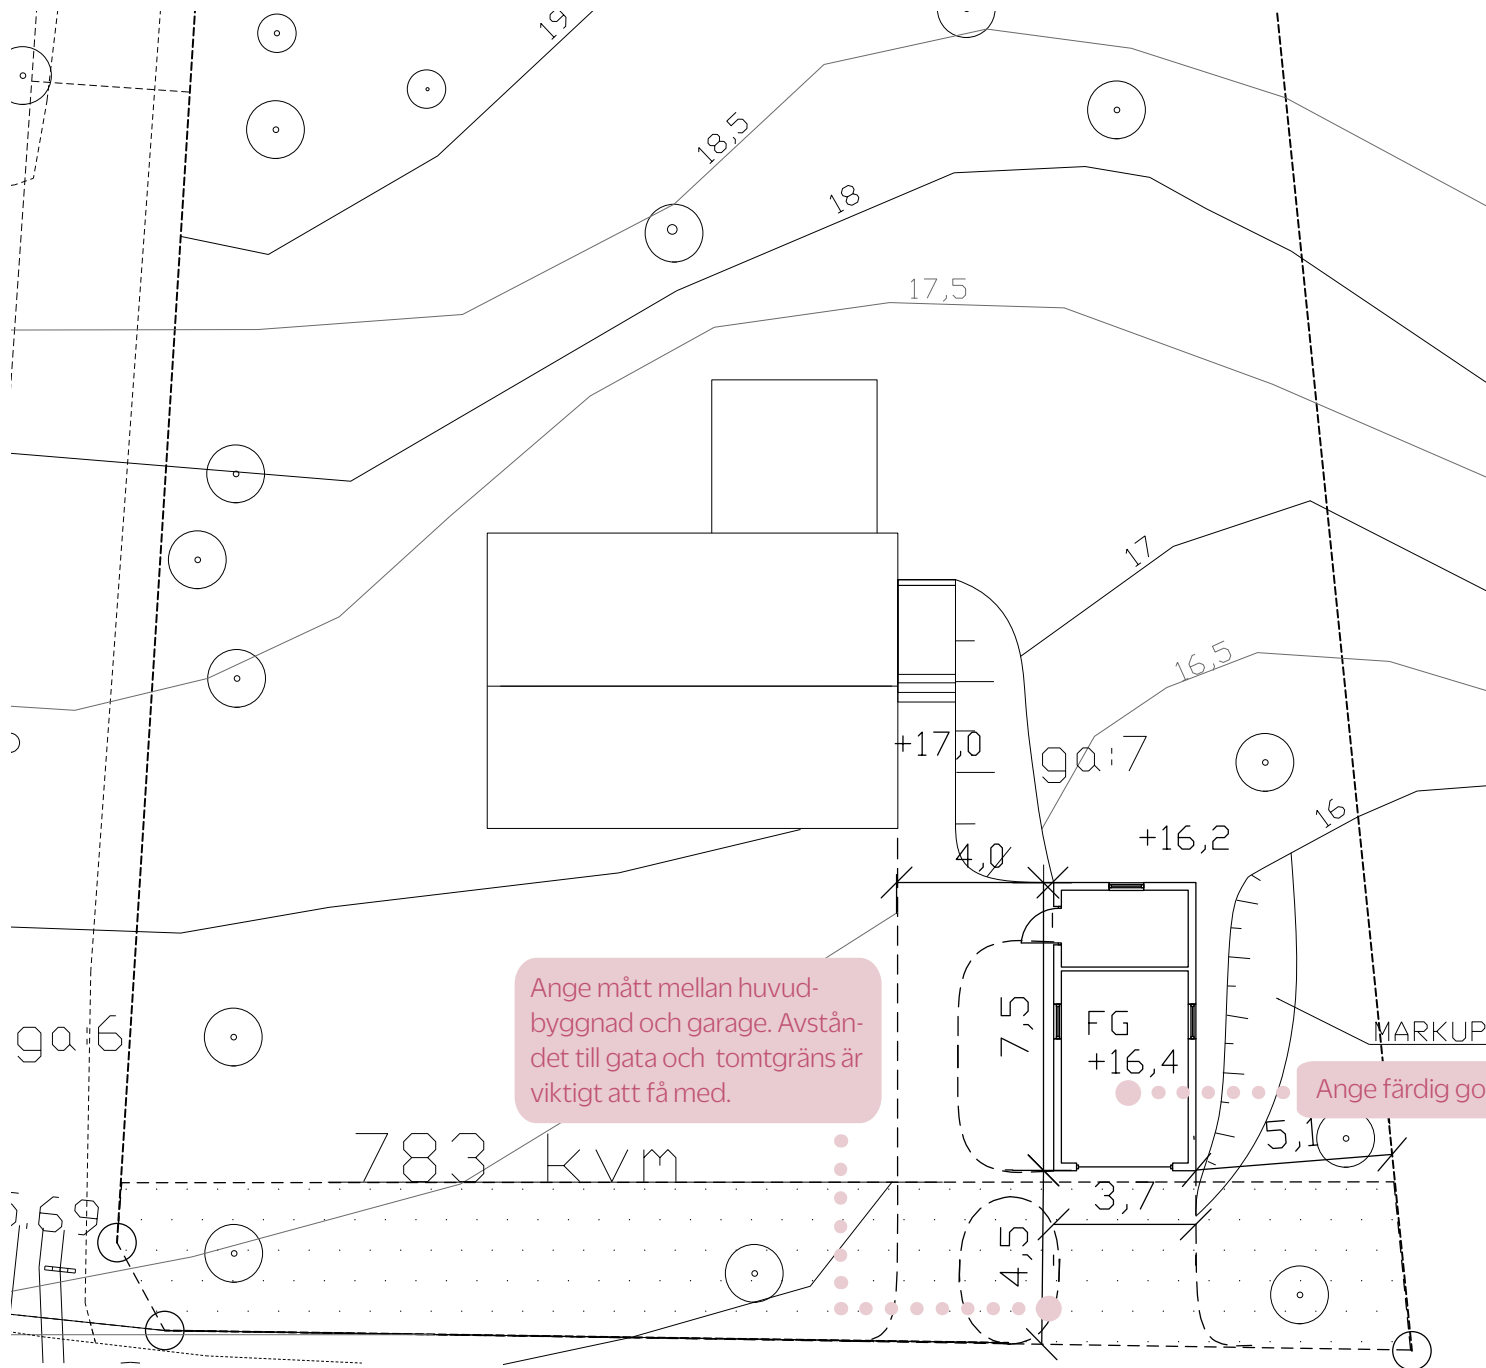 19
18,5
18
17,5
17
16,5
+17,0
ga:7
16
+16,2
4,0
Ange mått mellan huvud-
byggnad och garage. Avstån-
det till gata och tomtgräns är
viktigt att få med.
7,5
FG
+16,4
ga:6
MARKUP
Ange färdig go
5,1
783 kvm
3,7
4,5